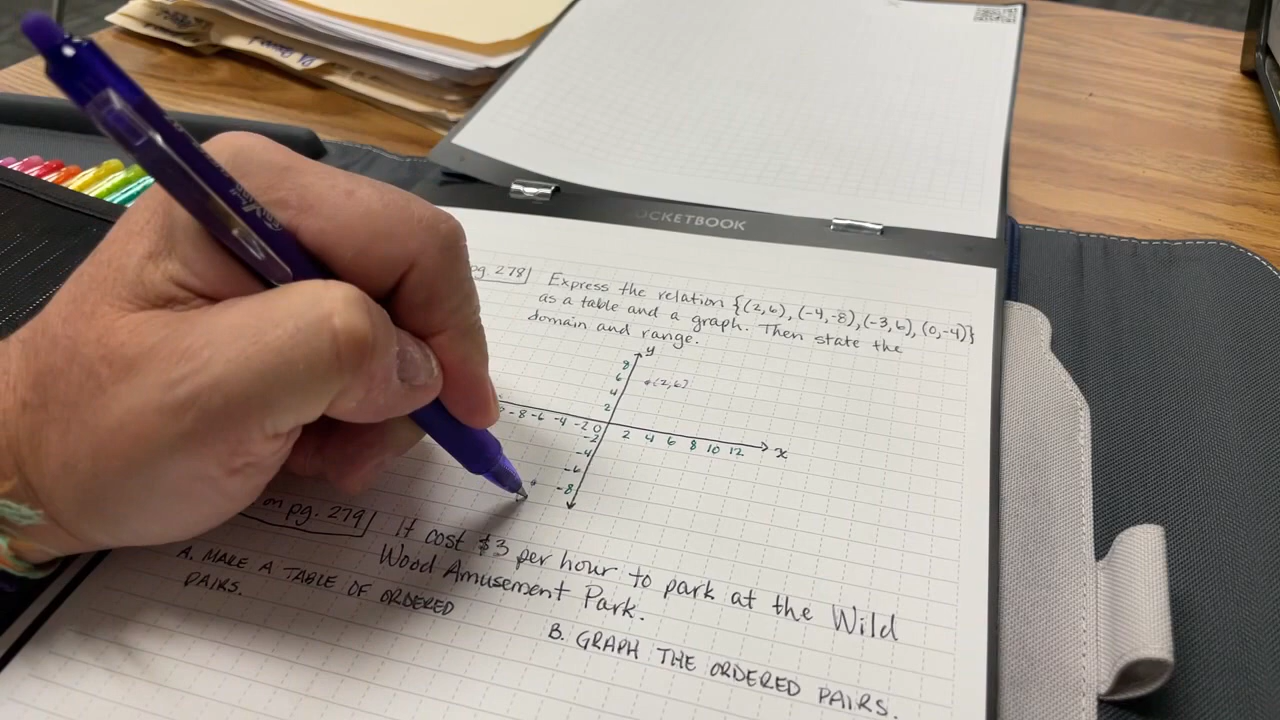 OCKETBOOK
pg. 278
Express the relation {(2,6), (-4,-8), (-3,6), (0,-4)}
as a table and a graph. Then state the
domain and range.
y
8
6
(2,6)
4
2
-8 -6 -4 -2 0
2 4 6 8 10 12 x
-2
-4
-6
-8
on pg. 279
It cost $3 per hour to park at the Wild
Wood Amusement Park.
A. MAKE A TABLE OF ORDERED
PAIRS.
B. GRAPH THE ORDERED PAIRS.